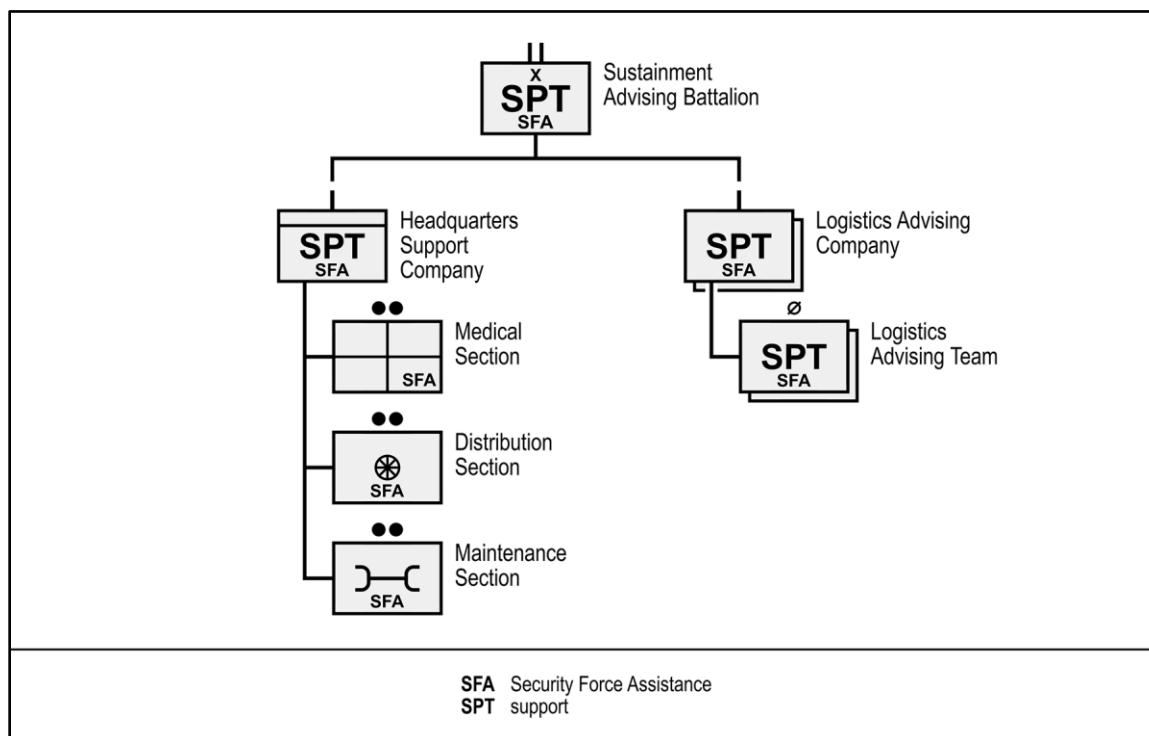 X
SPT
SFA
Sustainment
Advising Battalion
SPT
SFA
Headquarters
Support
Company
SPT
SFA
Logistics Advising
Company
SFA
Medical
Section
Ø
SPT
SFA
Logistics
Advising Team
SFA
Distribution
Section
SFA
Maintenance
Section
SFA Security Force Assistance
SPT support